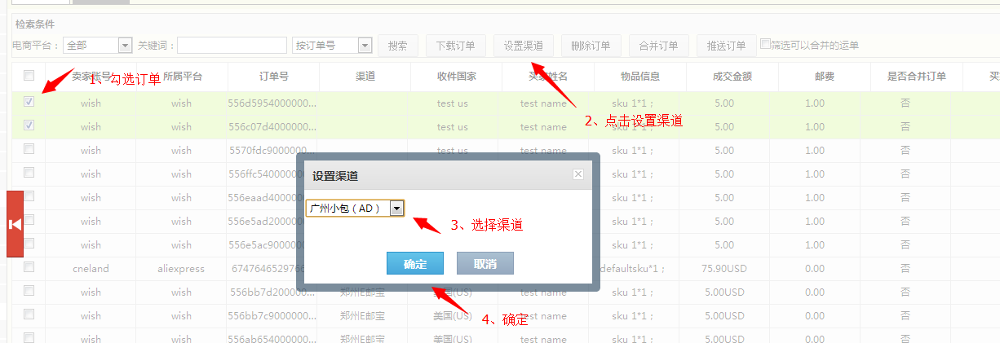 检索条件
电商平台： 全部 关键词： 按订单号 搜索 下载订单 设置渠道 删除订单 合并订单 推送订单 筛选可以合并的运单
卖家账号 所属平台 订单号 渠道 收件国家 买家姓名 物品信息 成交金额 邮费 是否合并订单 买
1、勾选订单
wish wish 556d5954000000... test us test name sku 1*1； 5.00 1.00 否
2、点击设置渠道
wish wish 556c07d4000000... test us test name sku 1*1； 5.00 1.00 否
wish wish 5570fdc9000000... test us test name sku 1*1； 5.00 1.00 否
wish wish 556ffc54000000 5.00 1.00 否
设置渠道
wish wish 556eaad4000000 5.00 1.00 否
广州小包（AD）
wish wish 556e5ad2000000 5.00 1.00 否
3、选择渠道
wish wish 556e5ac9000000 5.00 1.00 否
cneland aliexpress 6747646529766 defaultsku*1； 75.90USD 0.00 否
确定 取消
wish wish 556bb7d2000000... 郑州E邮宝 美国(US) test name sku 1*1； 5.00USD 0.00 否
wish wish 556bb7c9000000... 郑州E邮宝 美国(US) test name sku 1*1； 5.00USD 0.00 否
4、确定
wish wish 556ab654000000... 郑州E邮宝 美国(US) test name sku 1*1； 5.00USD 0.00 否